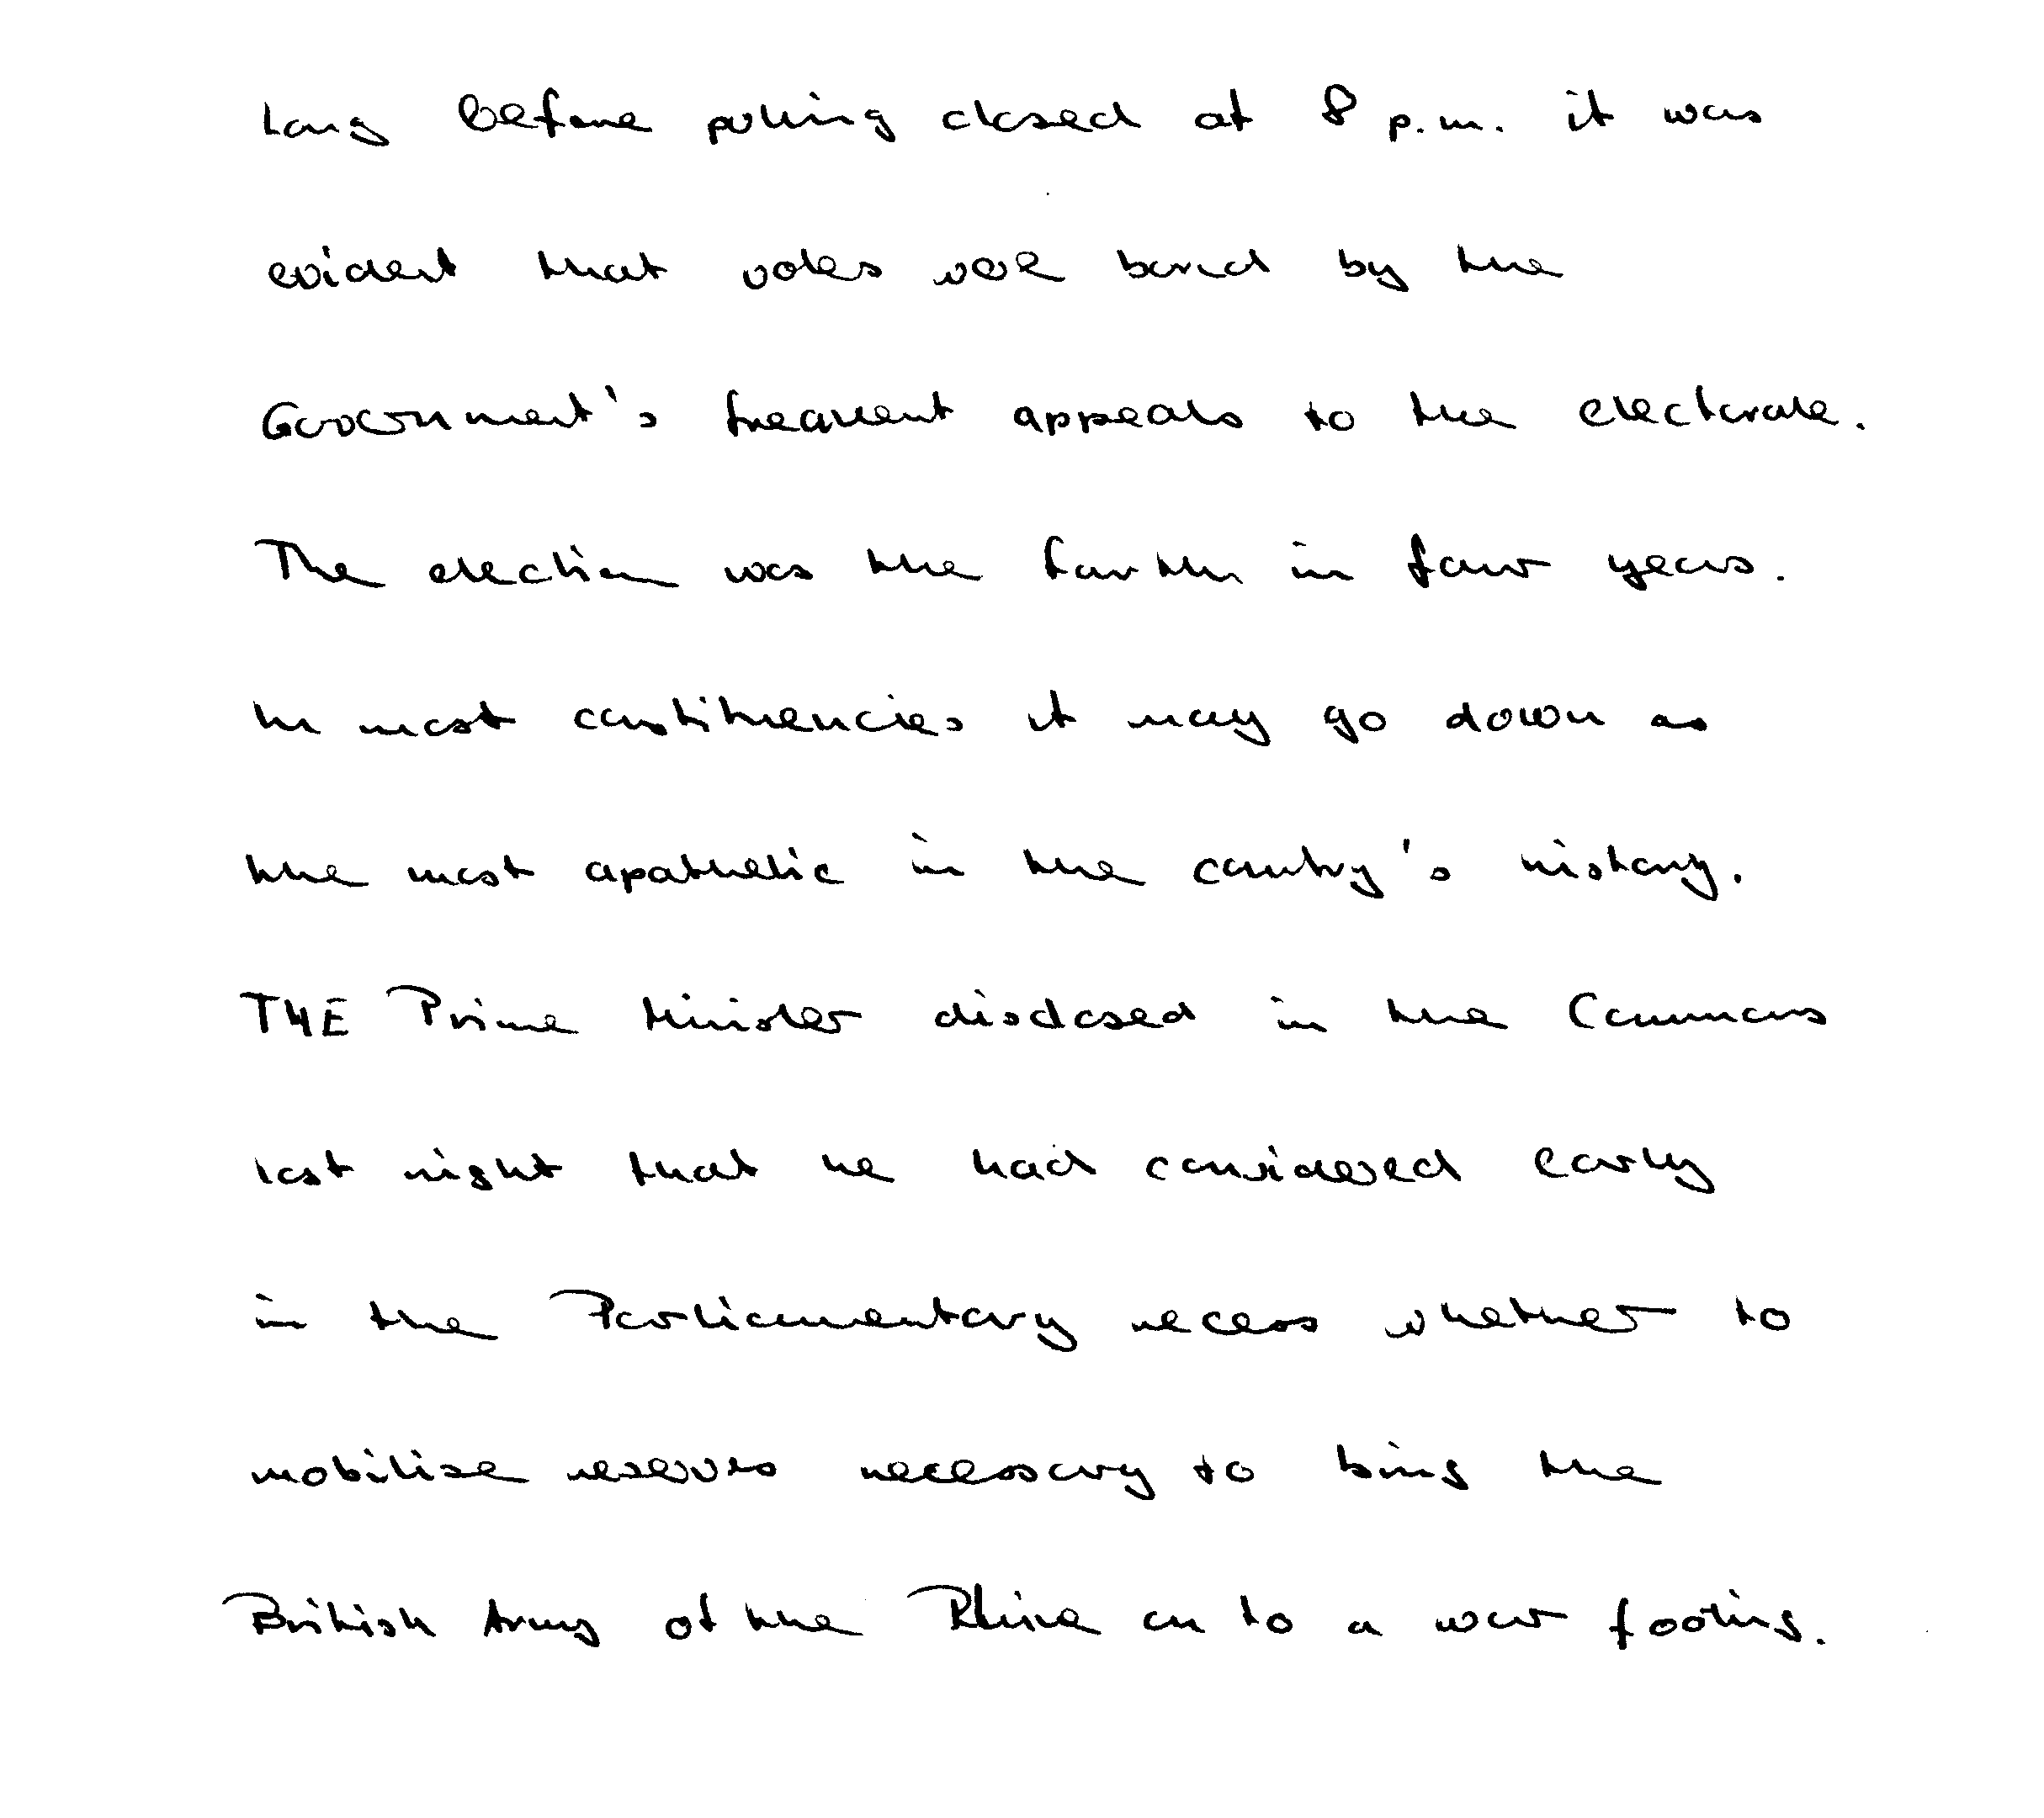 Long before polling closed at 8 p.m. it was
evident that voters were bored by the
Government's frequent appeals to the electorate.
The election was the fourth in four years.
In most constituencies it may go down as
the most apathetic in the country's history.
THE Prime Minister disclosed in the Commons
last night that he had considered early
in the Parliamentary recess whether to
mobilise reserves necessary to bring the
British Army of the Rhine on to a war footing.